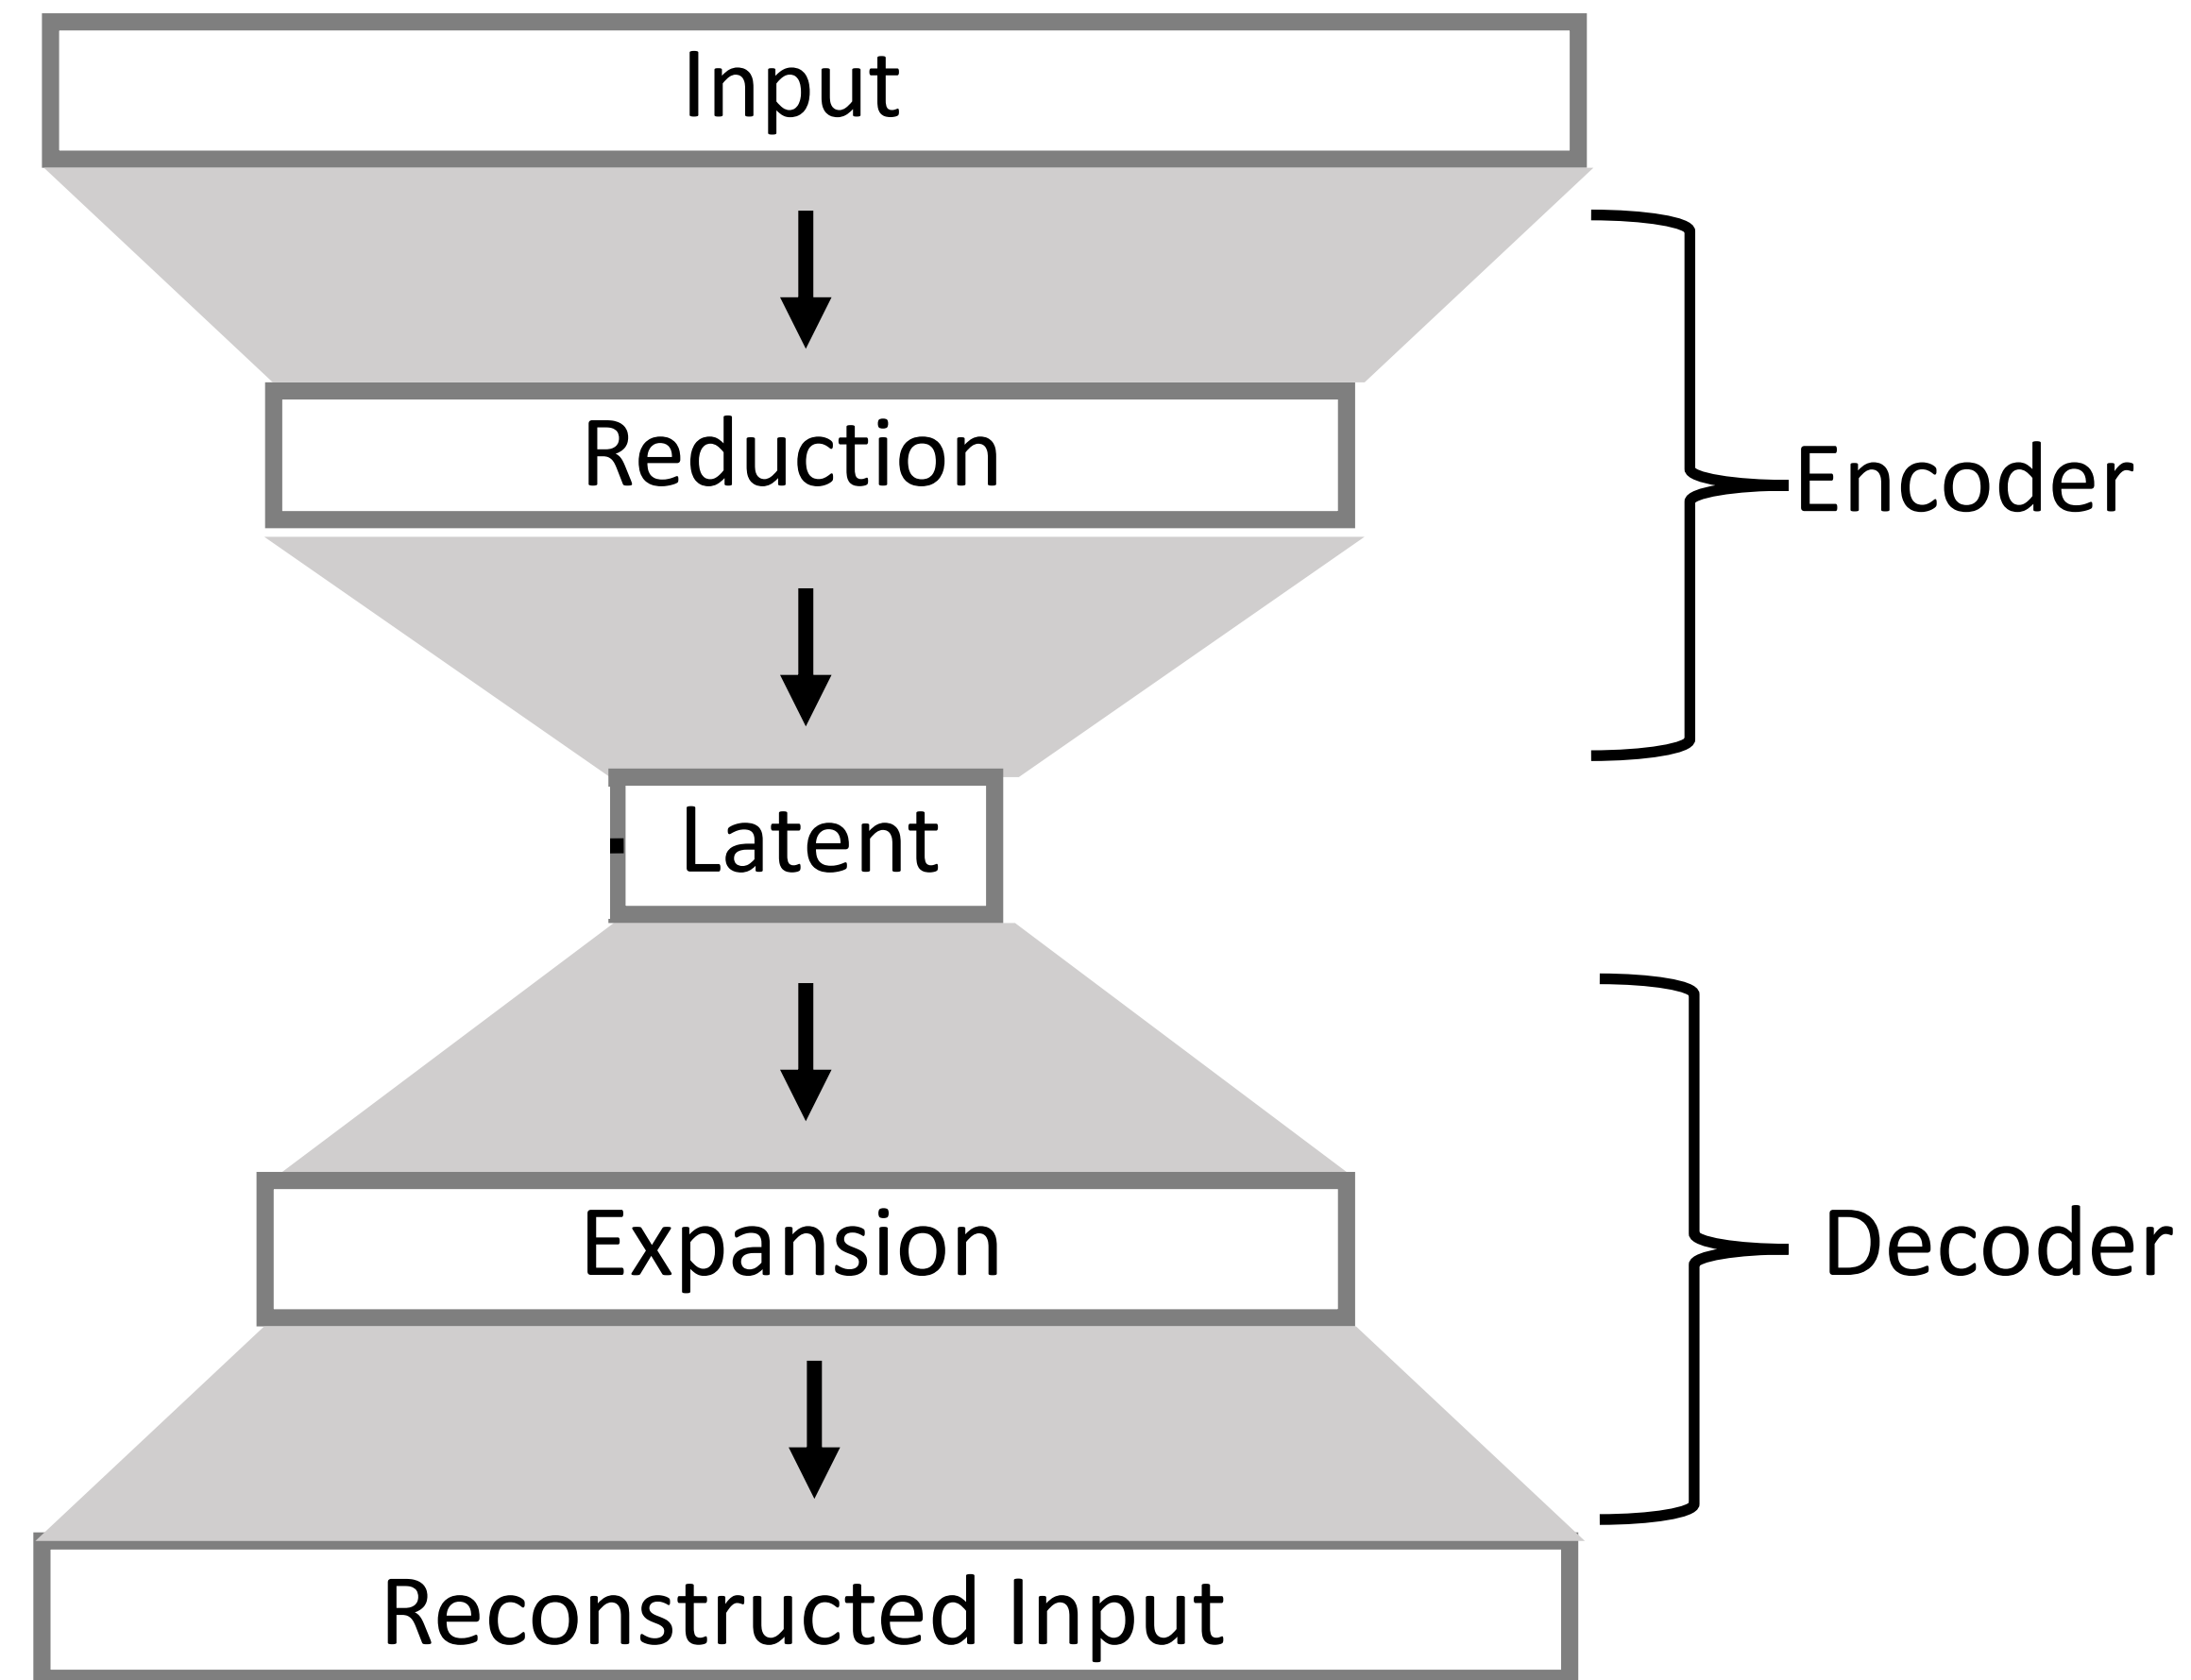 Input
Reduction
Encoder
Latent
Expansion
Decoder
Reconstructed Input